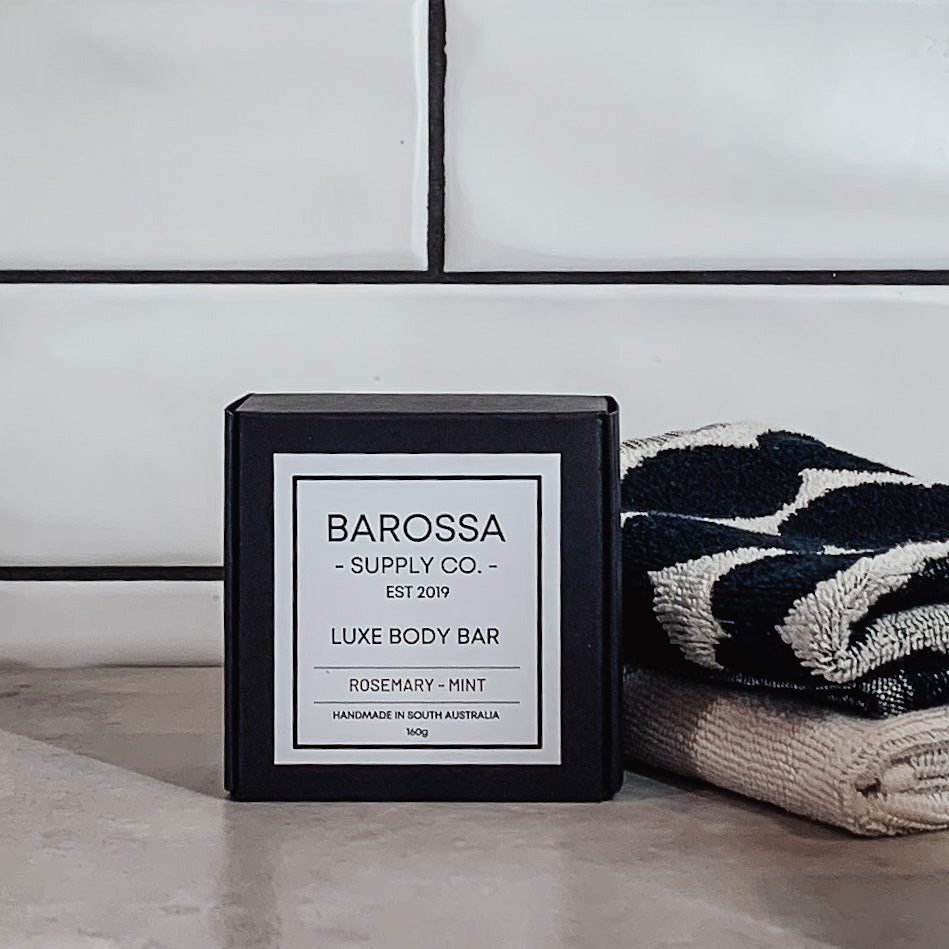 BAROSSA
- SUPPLY CO. -
EST 2019
LUXE BODY BAR
ROSEMARY - MINT
HANDMADE IN SOUTH AUSTRALIA
160g